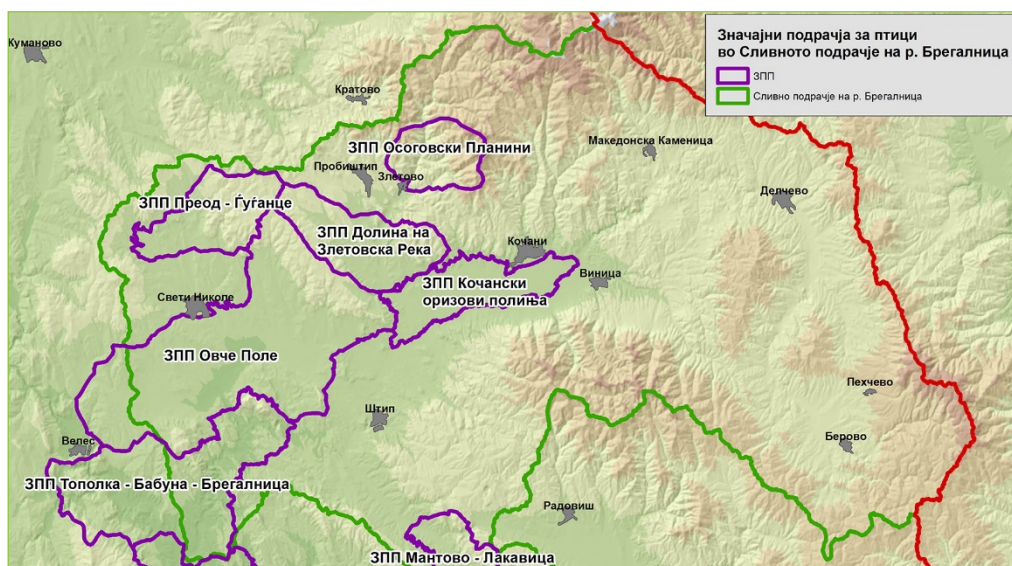 Значајни подрачја за птици
во Сливното подрачје на р. Брегалница
ЗПП
Сливно подрачје на р. Брегалница
Куманово
Кратово
Македонска Каменица
ЗПП Осоговски Планини
Пробиштип
Злетово
Делчево
ЗПП Преод - Ѓуѓанце
ЗПП Долина на
Злетовска Река
Кочани
ЗПП Кочански
оризови полиња
Виница
Свети Николе
ЗПП Овче Поле
Пехчево
Штип
Велес
Берово
ЗПП Тополка - Бабуна - Брегалница
Радовиш
ЗПП Мантово - Лакавица